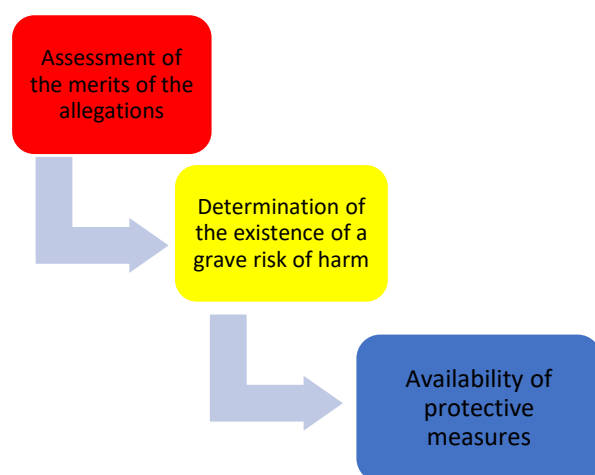 Assessment of
the merits of the
allegations
Determination of
the existence of a
grave risk of harm
Availability of
protective
measures